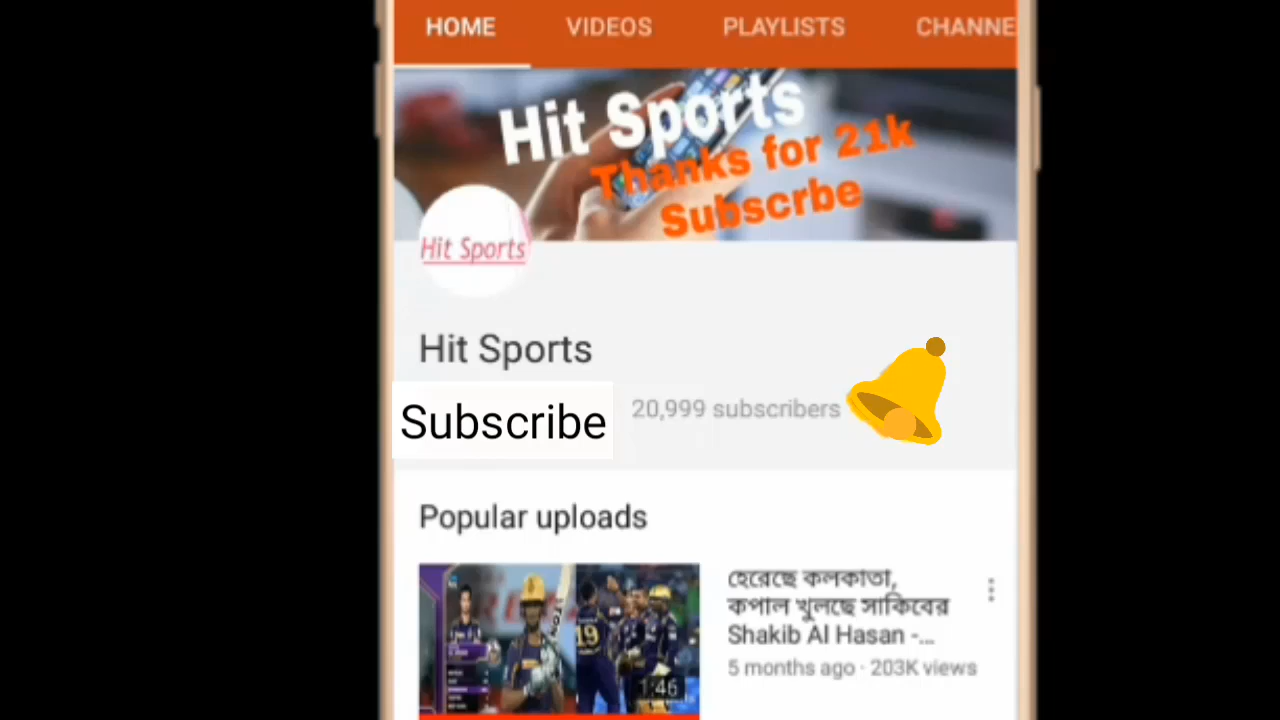 HOME VIDEOS PLAYLISTS CHANNE
Hit Sports
Thanks for 21k
Subscrbe
Hit Sports
Hit Sports
Subscribe 20,999 subscribers
Popular uploads
হেরেছে কলকাতা,
কপাল খুলছে সাকিবের
Shakib Al Hasan -...
5 months ago · 203K views
19
1:46